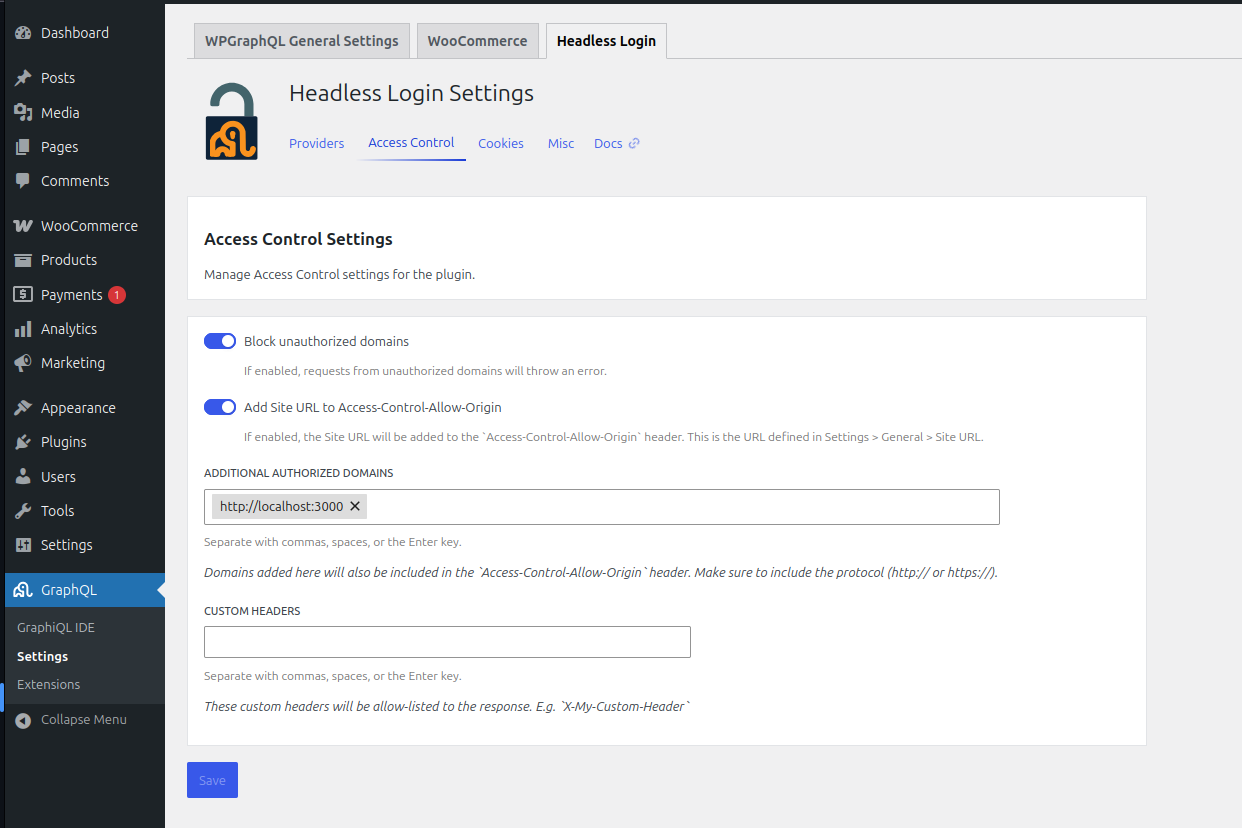 Dashboard
Posts
Media
Pages
Comments
WooCommerce
Products
Payments 1
Analytics
Marketing
Appearance
Plugins
Users
Tools
Settings
GraphQL
GraphiQL IDE
Settings
Extensions
Collapse Menu
WPGraphQL General Settings WooCommerce Headless Login
Headless Login Settings
Providers Access Control Cookies Misc Docs
Access Control Settings
Manage Access Control settings for the plugin.
Block unauthorized domains
If enabled, requests from unauthorized domains will throw an error.
Add Site URL to Access-Control-Allow-Origin
If enabled, the Site URL will be added to the `Access-Control-Allow-Origin` header. This is the URL defined in Settings > General > Site URL.
ADDITIONAL AUTHORIZED DOMAINS
http://localhost:3000 ✕
Separate with commas, spaces, or the Enter key.
Domains added here will also be included in the `Access-Control-Allow-Origin` header. Make sure to include the protocol (http:// or https://).
CUSTOM HEADERS
Separate with commas, spaces, or the Enter key.
These custom headers will be allow-listed to the response. E.g. `X-My-Custom-Header`
Save